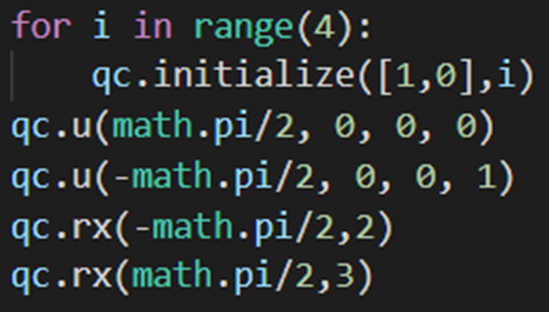 for i in range(4):
    qc.initialize([1,0],i)
qc.u(math.pi/2, 0, 0, 0)
qc.u(-math.pi/2, 0, 0, 1)
qc.rx(-math.pi/2,2)
qc.rx(math.pi/2,3)